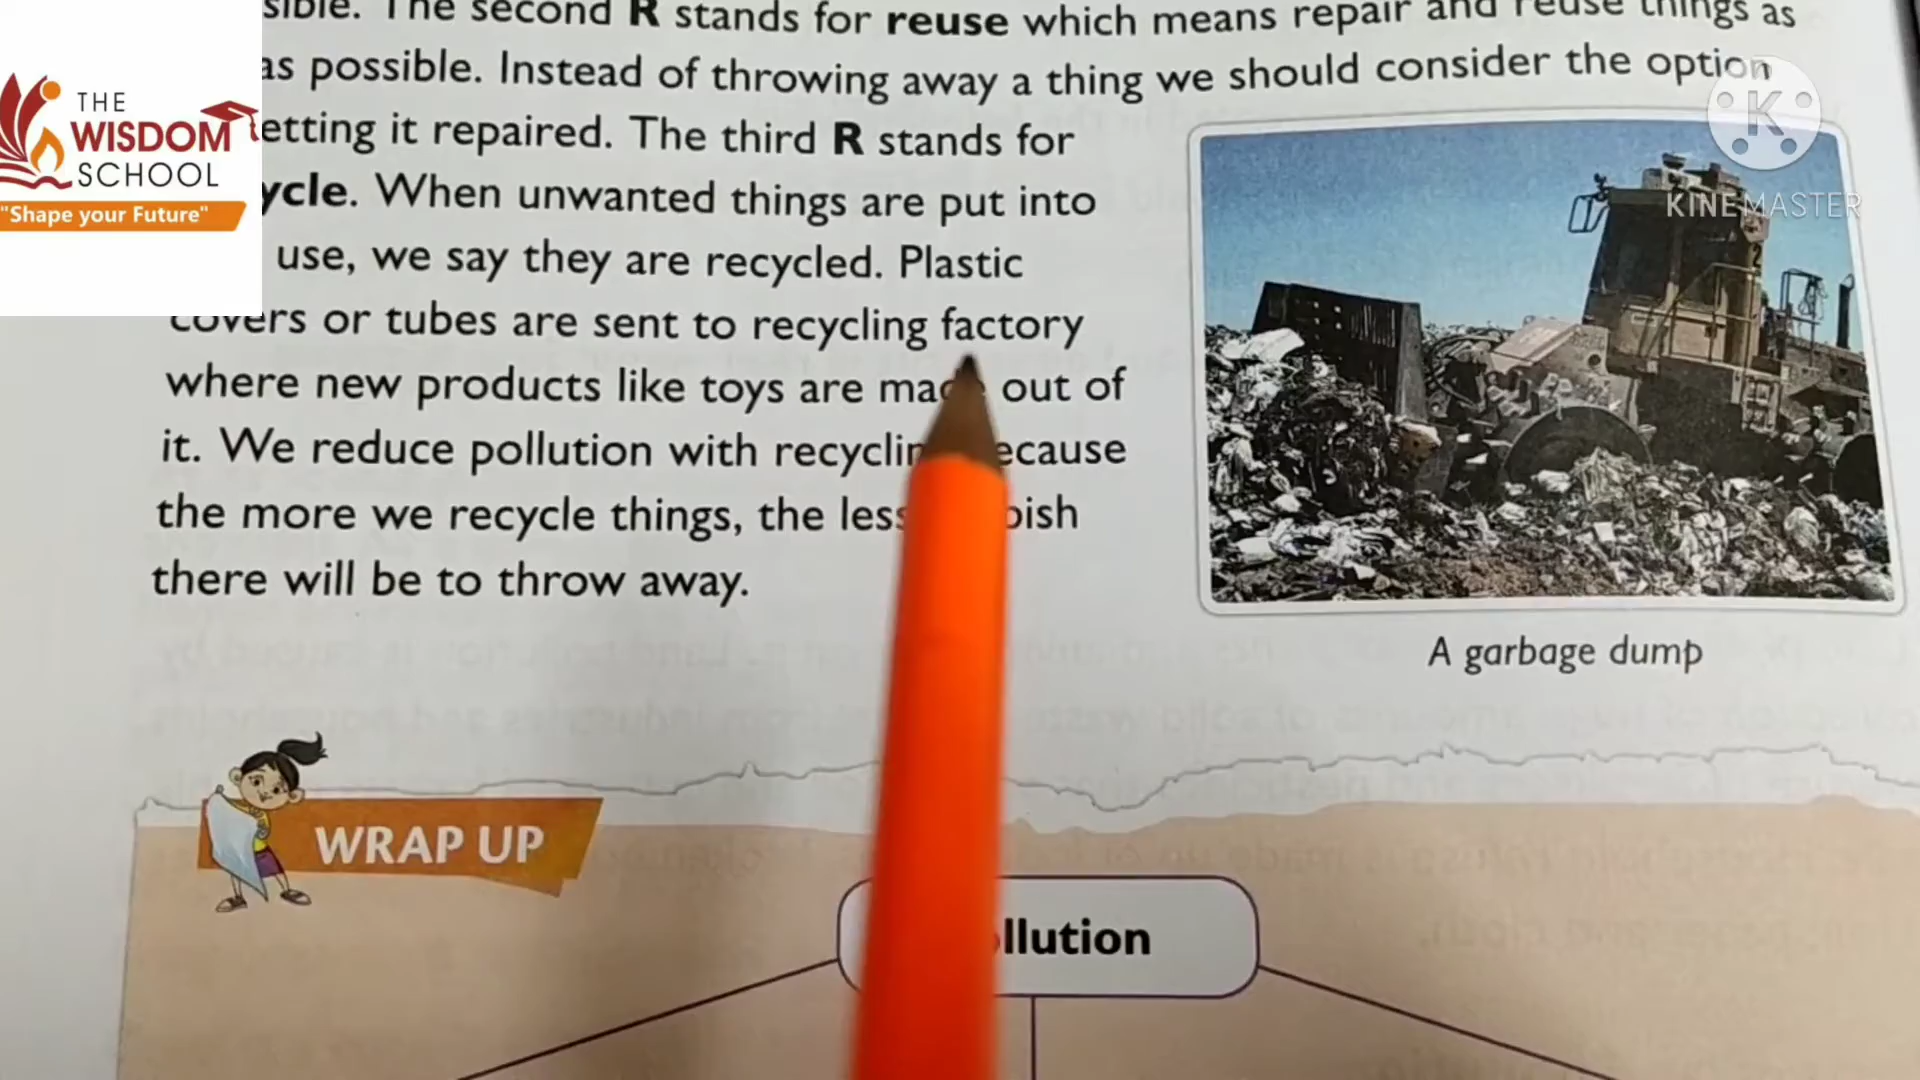 sible. The second R stands for reuse which means repair and reuse things as
as possible. Instead of throwing away a thing we should consider the option
etting it repaired. The third R stands for
ycle. When unwanted things are put into
use, we say they are recycled. Plastic
covers or tubes are sent to recycling factory
where new products like toys are made out of
it. We reduce pollution with recycling because
the more we recycle things, the less
there will be to throw away.
THE
WISDOM
SCHOOL
"Shape your Future"
K
KINEMASTER
A garbage dump
WRAP UP
llution